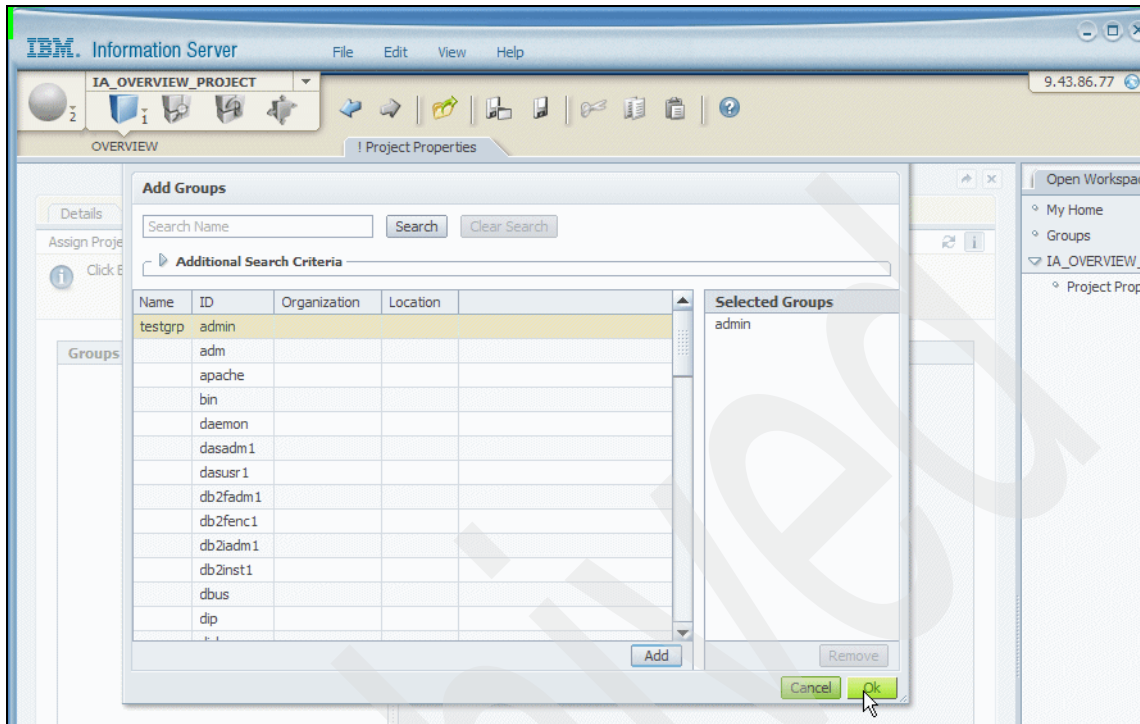 IBM. Information Server File Edit View Help
IA_OVERVIEW_PROJECT
9.43.86.77
2 1
OVERVIEW
! Project Properties
Add Groups
Open Workspac
Details
Search Name Search Clear Search
My Home
Assign Proje
Groups
Additional Search Criteria
IA_OVERVIEW_
Click E
Project Prop
Name ID Organization Location
Selected Groups
testgrp admin
admin
adm
Groups
apache
bin
daemon
dasadm1
dasusr1
db2fadm1
db2fenc1
db2iadm1
db2inst1
dbus
dip
Add
Remove
Cancel Ok